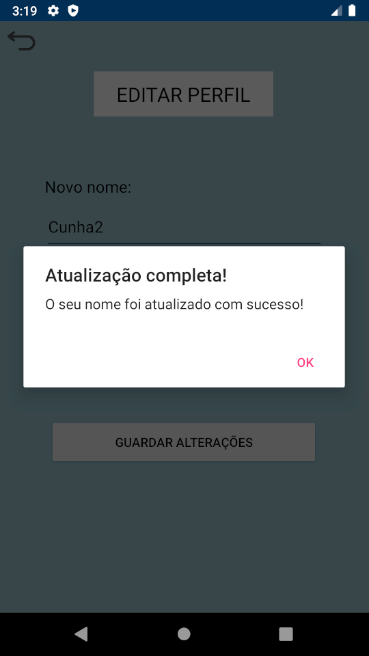 3:19
EDITAR PERFIL
Novo nome:
Cunha2
Atualização completa!
O seu nome foi atualizado com sucesso!
OK
GUARDAR ALTERAÇÕES